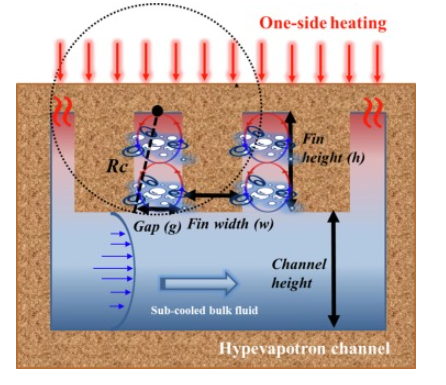 One-side heating
Rc
Fin
height (h)
Gap (g)
Fin width (w)
Channel
height
Sub-cooled bulk fluid
Hypevapotron channel